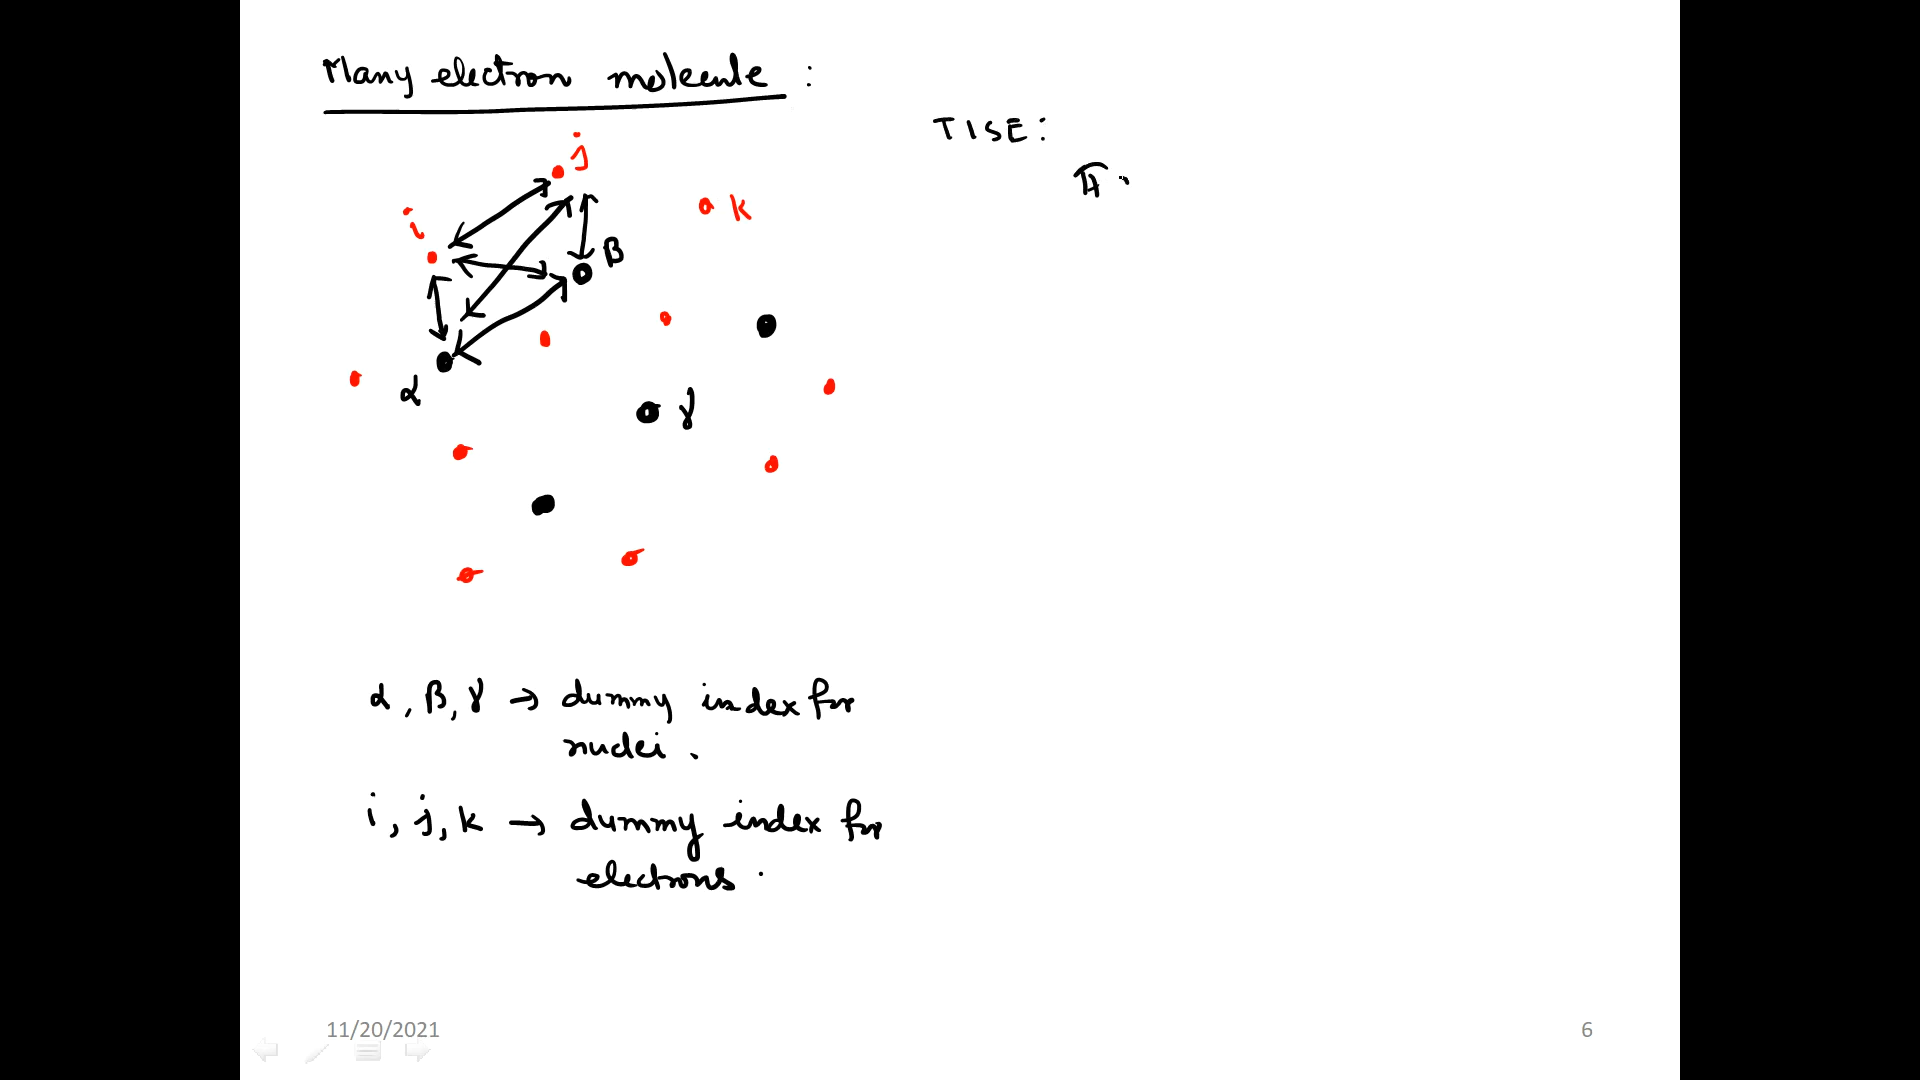 Many electron molecule :
TISE :
Ĥ
j
i
k
β
α
γ
α, β, γ → dummy index for
nuclei .
i, j, k → dummy index for
electrons .
11/20/2021
6